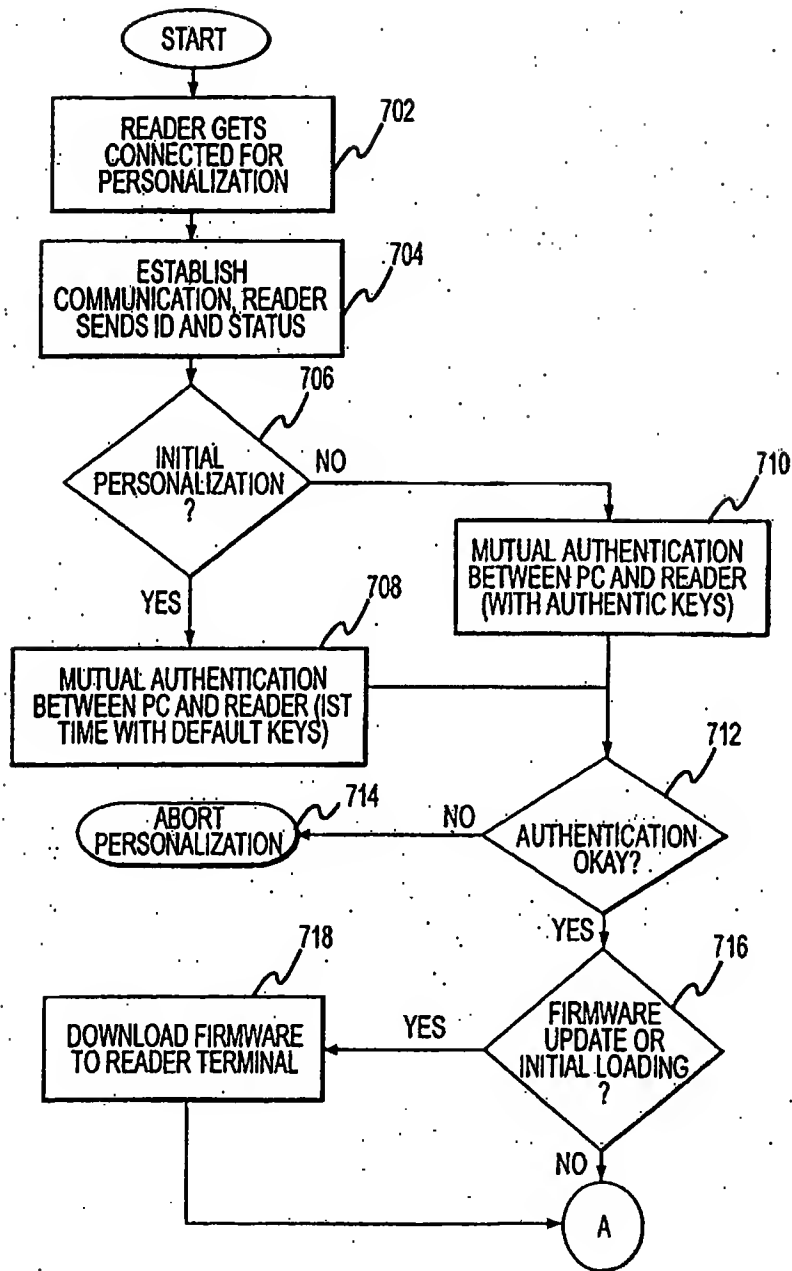 START
702
READER GETS
CONNECTED FOR
PERSONALIZATION
704
ESTABLISH
COMMUNICATION, READER
SENDS ID AND STATUS
706
INITIAL
PERSONALIZATION
?
NO
710
MUTUAL AUTHENTICATION
BETWEEN PC AND READER
(WITH AUTHENTIC KEYS)
YES
708
MUTUAL AUTHENTICATION
BETWEEN PC AND READER (IST
TIME WITH DEFAULT KEYS)
712
AUTHENTICATION
OKAY?
NO
714
ABORT
PERSONALIZATION
YES
716
FIRMWARE
UPDATE OR
INITIAL LOADING
?
YES
718
DOWNLOAD FIRMWARE
TO READER TERMINAL
NO
A